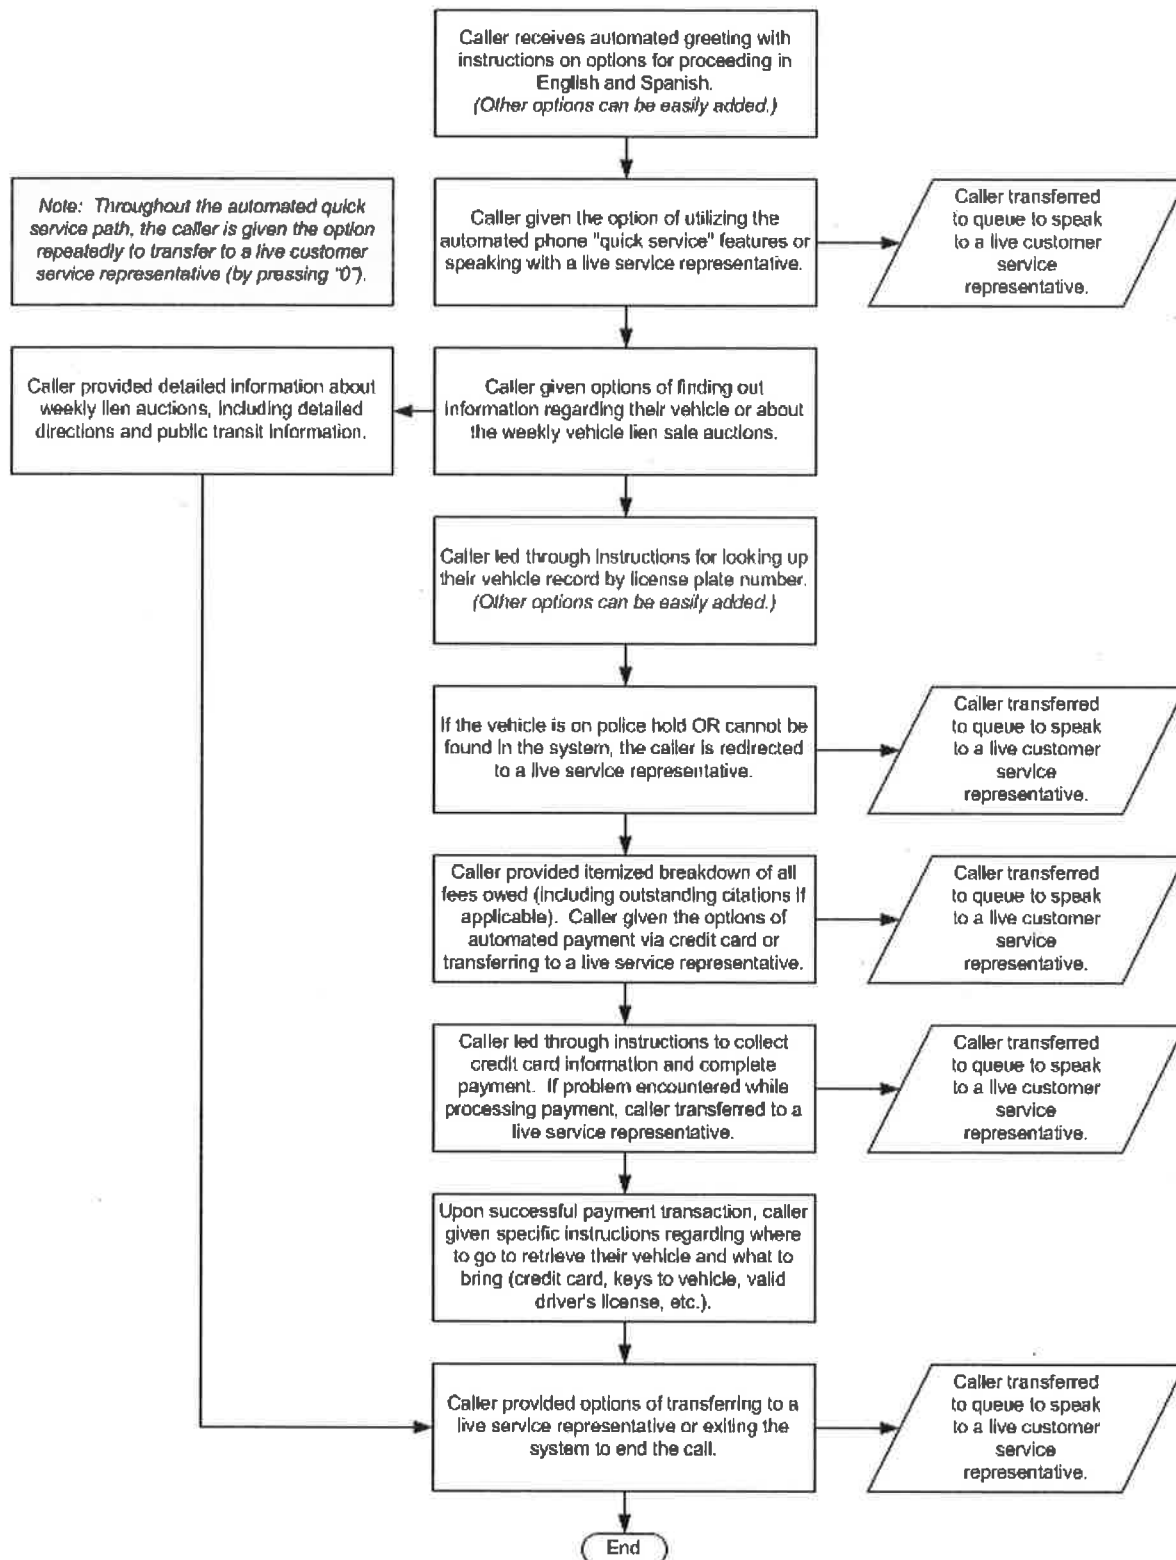 Caller receives automated greeting with
instructions on options for proceeding in
English and Spanish.
(Other options can be easily added.)
Note: Throughout the automated quick
service path, the caller is given the option
repeatedly to transfer to a live customer
service representative (by pressing "0").
Caller given the option of utilizing the
automated phone "quick service" features or
speaking with a live service representative.
Caller transferred
to queue to speak
to a live customer
service
representative.
Caller provided detailed information about
weekly lien auctions, including detailed
directions and public transit information.
Caller given options of finding out
information regarding their vehicle or about
the weekly vehicle lien sale auctions.
Caller led through instructions for looking up
their vehicle record by license plate number.
(Other options can be easily added.)
If the vehicle is on police hold OR cannot be
found in the system, the caller is redirected
to a live service representative.
Caller transferred
to queue to speak
to a live customer
service
representative.
Caller provided itemized breakdown of all
fees owed (including outstanding citations if
applicable). Caller given the options of
automated payment via credit card or
transferring to a live service representative.
Caller transferred
to queue to speak
to a live customer
service
representative.
Caller led through instructions to collect
credit card information and complete
payment. If problem encountered while
processing payment, caller transferred to a
live service representative.
Caller transferred
to queue to speak
to a live customer
service
representative.
Upon successful payment transaction, caller
given specific instructions regarding where
to go to retrieve their vehicle and what to
bring (credit card, keys to vehicle, valid
driver's license, etc.).
Caller provided options of transferring to a
live service representative or exiting the
system to end the call.
Caller transferred
to queue to speak
to a live customer
service
representative.
End